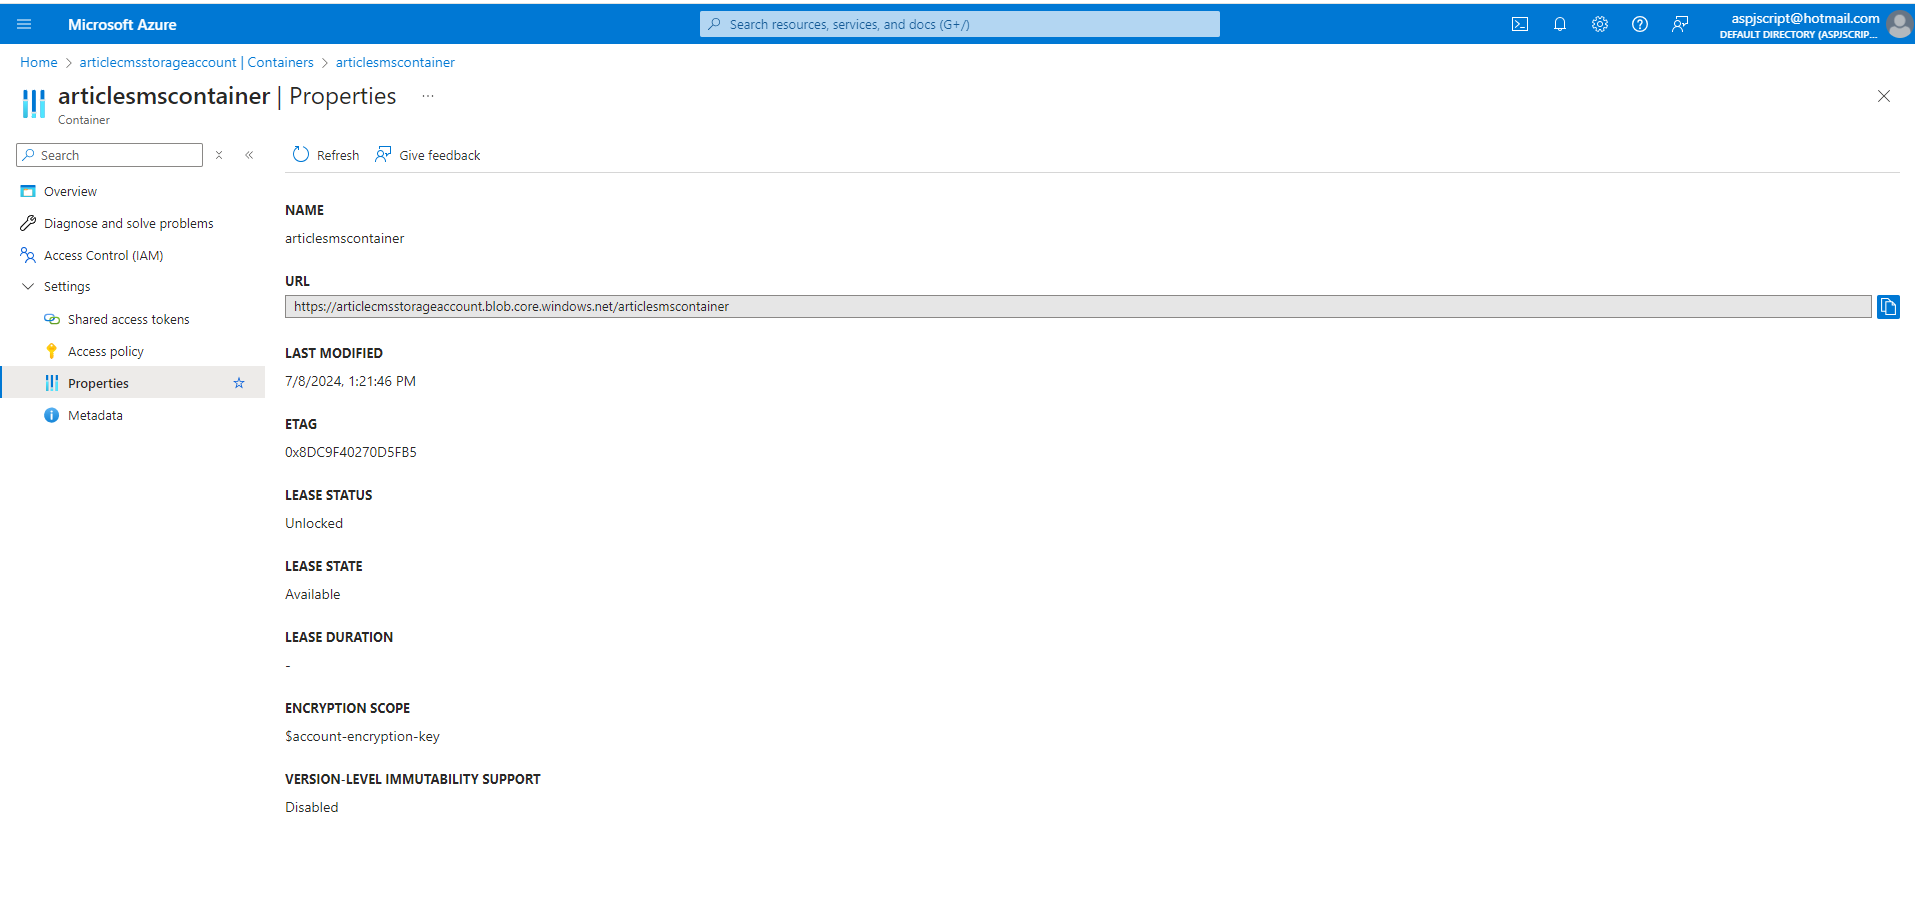 Microsoft Azure
Search resources, services, and docs (G+/)
aspjscript@hotmail.com
DEFAULT DIRECTORY (ASPJSCRIP...
Home > articlecmsstorageaccount | Containers > articlesmscontainer
articlesmscontainer | Properties ...
Container
Search
Refresh
Give feedback
Overview
Diagnose and solve problems
Access Control (IAM)
Settings
Shared access tokens
Access policy
Properties
Metadata
NAME
articlesmscontainer
URL
https://articlecmsstorageaccount.blob.core.windows.net/articlesmscontainer
LAST MODIFIED
7/8/2024, 1:21:46 PM
ETAG
0x8DC9F40270D5FB5
LEASE STATUS
Unlocked
LEASE STATE
Available
LEASE DURATION
-
ENCRYPTION SCOPE
$account-encryption-key
VERSION-LEVEL IMMUTABILITY SUPPORT
Disabled